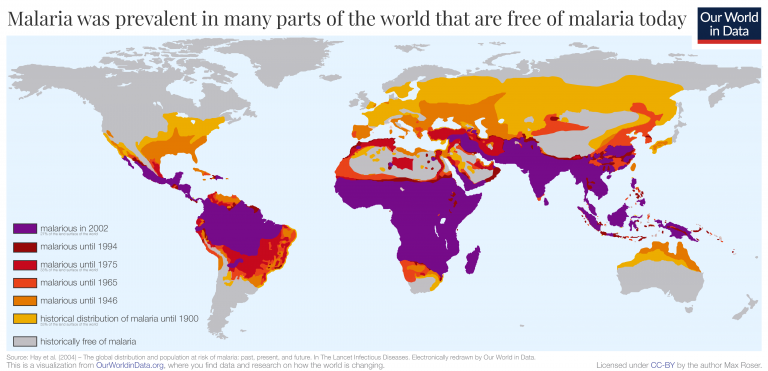 Malaria was prevalent in many parts of the world that are free of malaria today
Our World
in Data
malarious in 2002
malarious until 1994
malarious until 1975
malarious until 1965
malarious until 1946
historical distribution of malaria until 1900
historically free of malaria
Source: Hay et al. (2004) – The global distribution and population at risk of malaria: past, present, and future. In The Lancet Infectious Diseases. Electronically redrawn by Our World in Data.
This is a visualization from OurWorldinData.org, where you find data and research on how the world is changing.
Licensed under CC-BY by the author Max Roser.